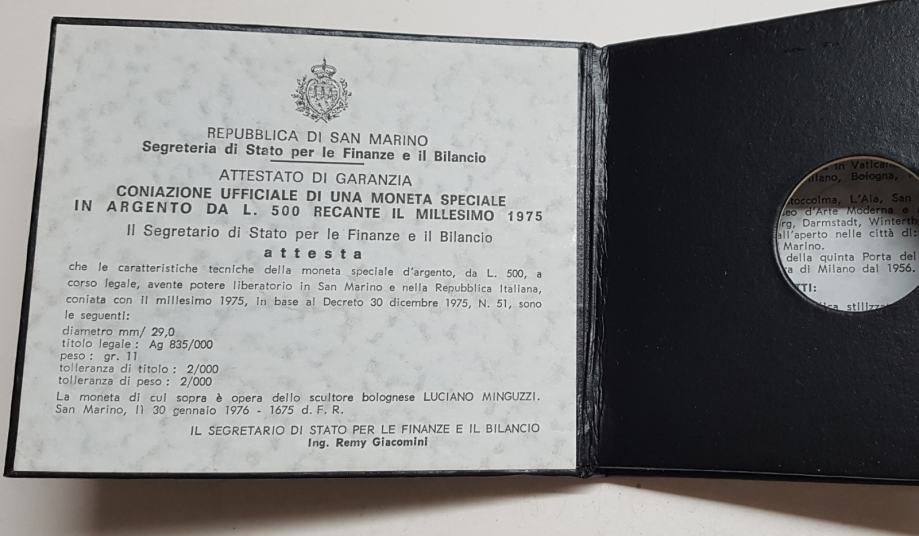 REPUBBLICA DI SAN MARINO
Segreteria di Stato per le Finanze e il Bilancio
ATTESTATO DI GARANZIA
CONIAZIONE UFFICIALE DI UNA MONETA SPECIALE
IN ARGENTO DA L. 500 RECANTE IL MILLESIMO 1975
Il Segretario di Stato per le Finanze e il Bilancio
attesta
che le caratteristiche tecniche della moneta speciale d'argento, da L. 500, a
corso legale, avente potere liberatorio in San Marino e nella Repubblica Italiana,
coniata con il millesimo 1975, in base al Decreto 30 dicembre 1975, N. 51, sono
le seguenti:
diametro mm/ 29,0
titolo legale : Ag 835/000
peso : gr. 11
tolleranza di titolo : 2/000
tolleranza di peso : 2/000
La moneta di cui sopra è opera dello scultore bolognese LUCIANO MINGUZZI.
San Marino, lì 30 gennaio 1976 - 1675 d. F. R.
IL SEGRETARIO DI STATO PER LE FINANZE E IL BILANCIO
Ing. Remy Giacomini
in Vatican
Bologna,
L'Aia, San
d'Arte Moderna e
Darmstadt, Winterth
all'aperto nelle città di:
Marino.
della quinta Porta del
di Milano dal 1956.